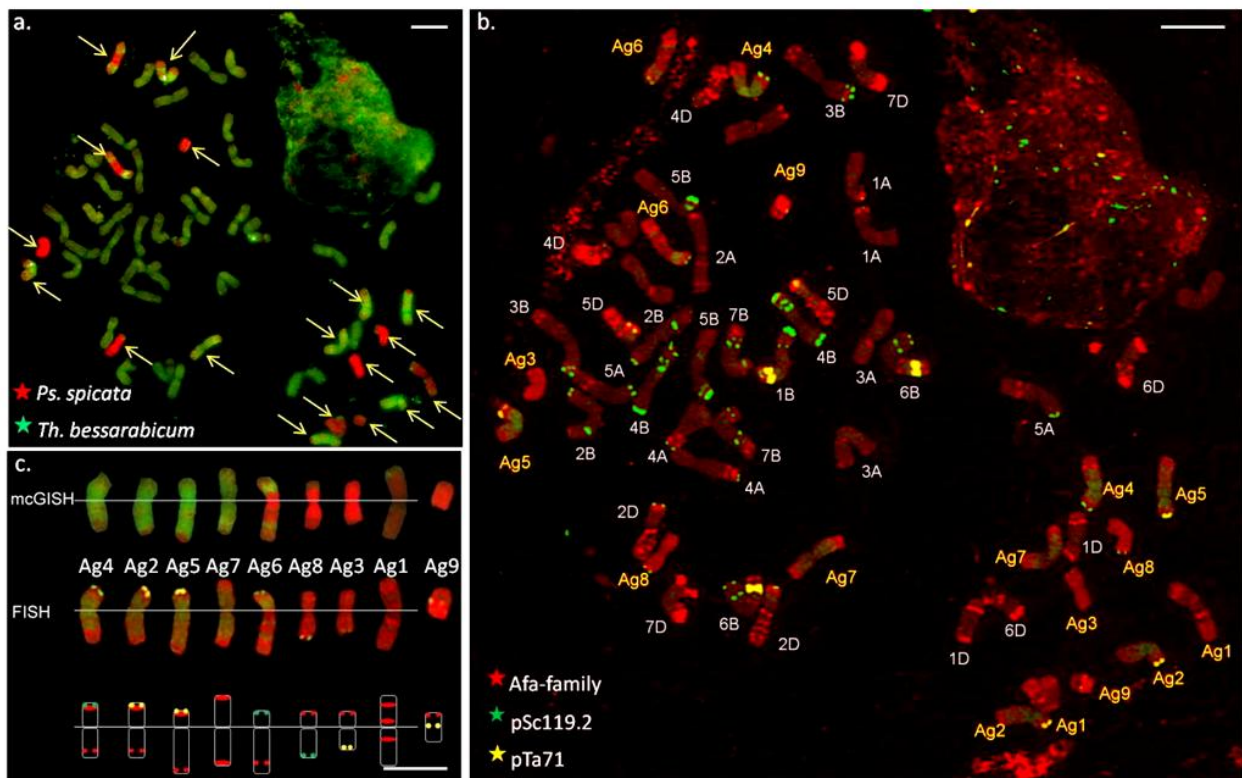 a.
★ Ps. spicata
★ Th. bessarabicum
b.
Ag6
Ag4
4D
3B
7D
5B
Ag9
1A
Ag6
4D
2A
1A
3B
5D
2B
5B
7B
5D
Ag3
5A
4B
3A
6B
6D
1B
4B
Ag5
2B
4A
7B
3A
5A
4A
Ag4
Ag5
2D
1D
Ag7
Ag8
Ag8
Ag7
7D
6B
2D
Ag3
6D
1D
Ag1
Ag2
Ag9
Ag2
Ag1
★ Afa-family
★ pSc119.2
★ pTa71
c.
mcGISH
Ag4 Ag2 Ag5 Ag7 Ag6 Ag8 Ag3 Ag1 Ag9
FISH